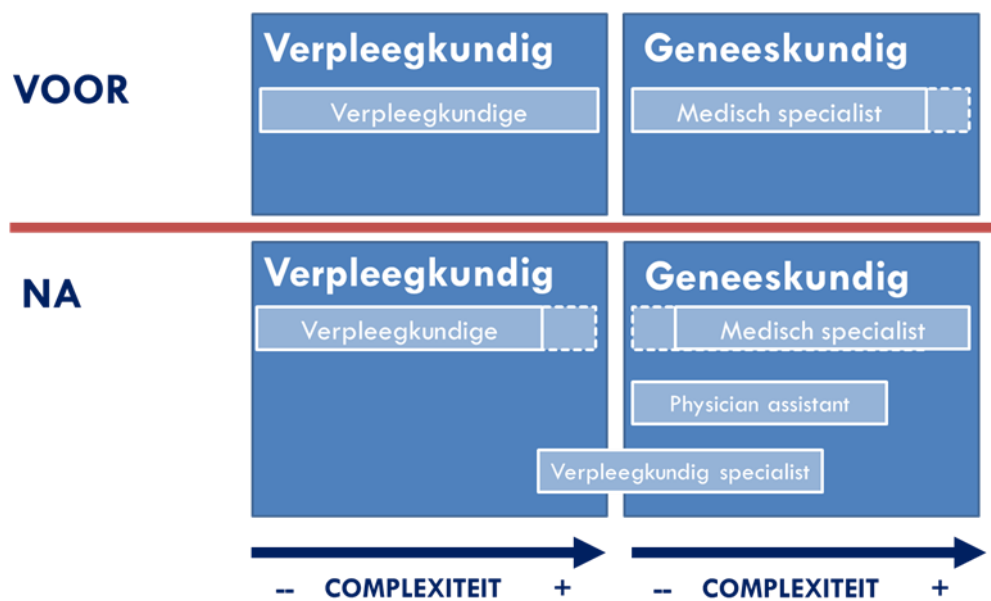 VOOR
Verpleegkundig
Verpleegkundige
Geneeskundig
Medisch specialist
NA
Verpleegkundig
Verpleegkundige
Geneeskundig
Medisch specialist
Physician assistant
Verpleegkundig specialist
-- COMPLEXITEIT +
-- COMPLEXITEIT +